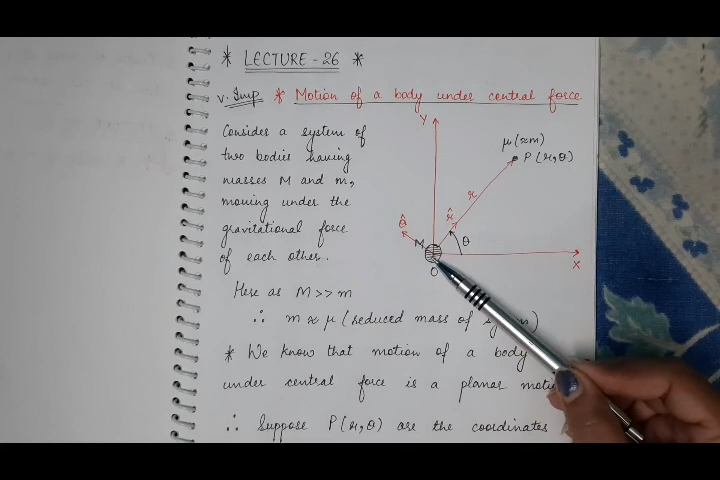 * LECTURE - 26 *
V. Imp * Motion of a body under central force
Consider a system of
two bodies having
masses M and m,
moving under the
gravitational force
of each other.
Here as M >> m
∴ m ≈ μ (reduced mass of system)
* We know that motion of a body
under central force is a planar
∴ Suppose P(r,θ) are the coordinates
Y
μ(≈m)
P(r,θ)
r
r̂
θ̂
M
θ
O
X